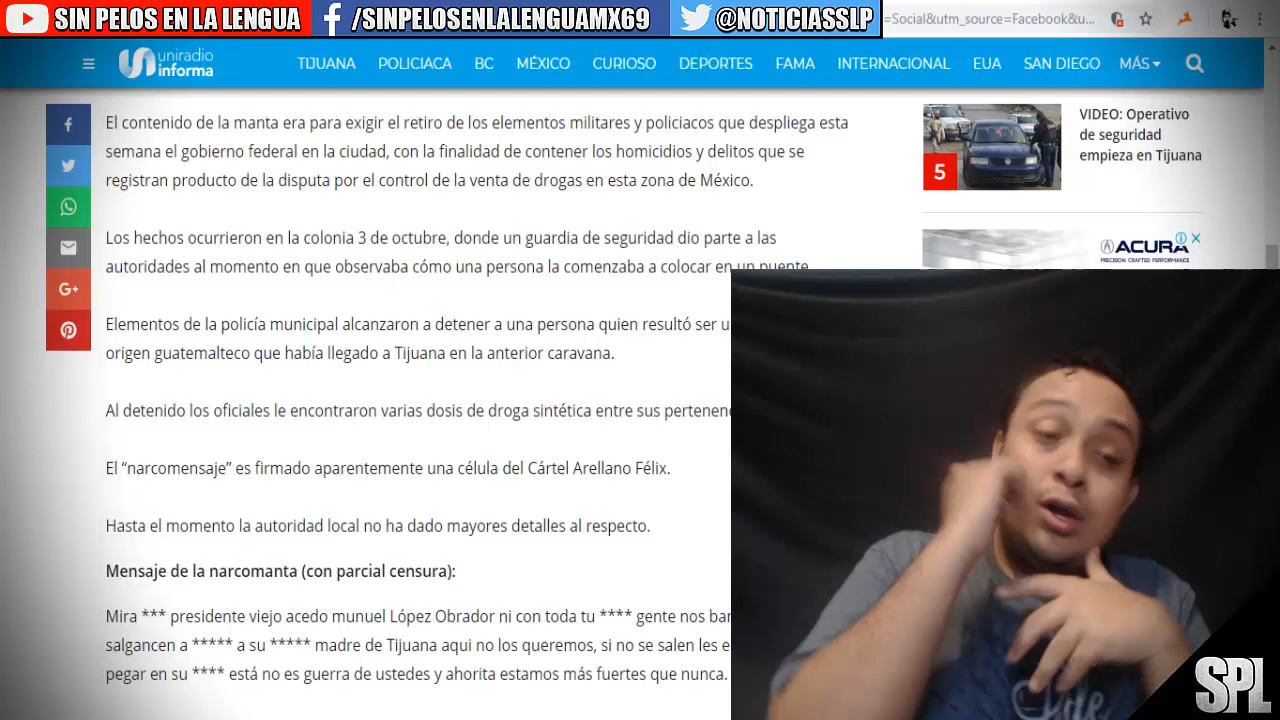 SIN PELOS EN LA LENGUA
/SINPELOSENLALENGUAMX69
@NOTICIASSLP
=Social&utm_source=Facebook&u...
uniradio
informa
TIJUANA POLICIACA BC MÉXICO CURIOSO DEPORTES FAMA INTERNACIONAL EUA SAN DIEGO MÁS
El contenido de la manta era para exigir el retiro de los elementos militares y policiacos que despliega esta
semana el gobierno federal en la ciudad, con la finalidad de contener los homicidios y delitos que se
registran producto de la disputa por el control de la venta de drogas en esta zona de México.
Los hechos ocurrieron en la colonia 3 de octubre, donde un guardia de seguridad dio parte a las
autoridades al momento en que observaba cómo una persona la comenzaba a colocar en un puente
Elementos de la policía municipal alcanzaron a detener a una persona quien resultó ser u
origen guatemalteco que había llegado a Tijuana en la anterior caravana.
Al detenido los oficiales le encontraron varias dosis de droga sintética entre sus pertenen
El “narcomensaje” es firmado aparentemente una célula del Cártel Arellano Félix.
Hasta el momento la autoridad local no ha dado mayores detalles al respecto.
Mensaje de la narcomanta (con parcial censura):
Mira *** presidente viejo acedo munuel López Obrador ni con toda tu **** gente nos bar
salgancen a ***** a su ***** madre de Tijuana aqui no los queremos, si no se salen les e
pegar en su **** está no es guerra de ustedes y ahorita estamos más fuertes que nunca.
5
VIDEO: Operativo
de seguridad
empieza en Tijuana
ACURA
PRECISION CRAFTED PERFORMANCE
SPL